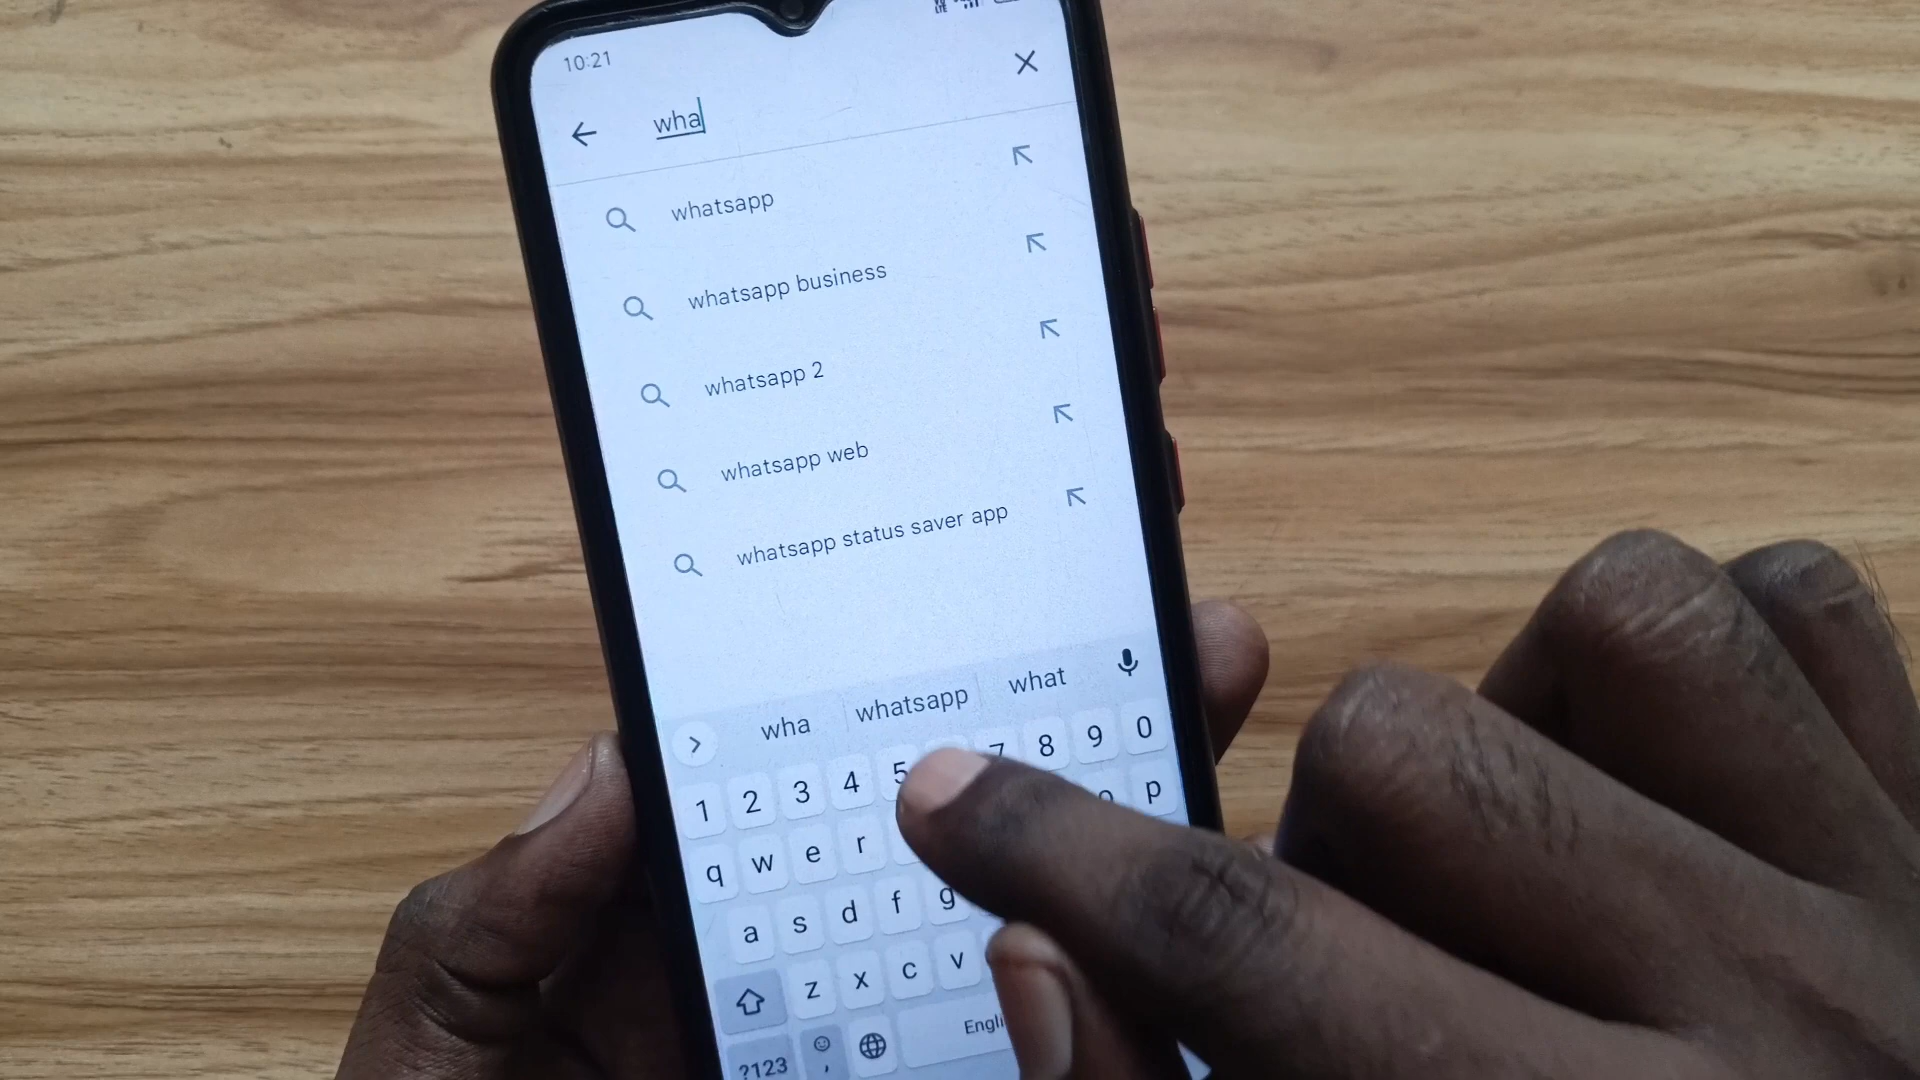 10:21
wha
whatsapp
whatsapp business
whatsapp 2
whatsapp web
whatsapp status saver app
wha whatsapp what
1 2 3 4 5 7 8 9 0
q w e r o p
a s d f g
z x c v
?123 , Engli